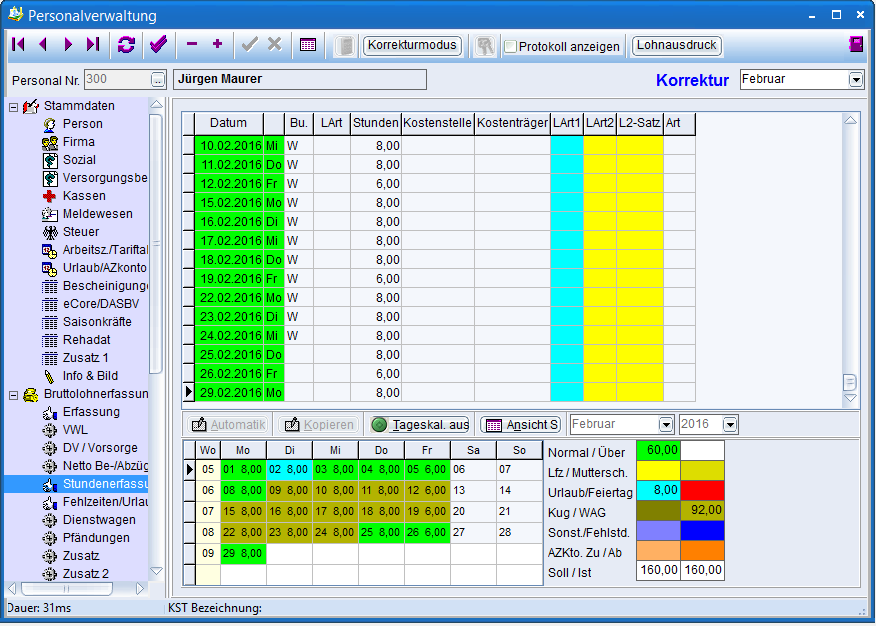 Personalverwaltung
Korrekturmodus Protokoll anzeigen Lohnausdruck
Personal Nr. 300 ... Jürgen Maurer Korrektur Februar
Stammdaten
Person
Firma
Sozial
Versorgungsbe
Kassen
Meldewesen
Steuer
Arbeitsz./Tariftal
Urlaub/AZkonto
Bescheinigung
eCore/DASBV
Saisonkräfte
Rehadat
Zusatz 1
Info & Bild
Bruttolohnerfassun
Erfassung
VWL
DV / Vorsorge
Netto Be-/Abzüg
Stundenerfassu
Fehlzeiten/Urlau
Dienstwagen
Pfändungen
Zusatz
Zusatz 2
Datum Bu. LArt Stunden Kostenstelle Kostenträger LArt1 LArt2 L2-Satz Art
10.02.2016 Mi W 8,00
11.02.2016 Do W 8,00
12.02.2016 Fr W 6,00
15.02.2016 Mo W 8,00
16.02.2016 Di W 8,00
17.02.2016 Mi W 8,00
18.02.2016 Do W 8,00
19.02.2016 Fr W 6,00
22.02.2016 Mo W 8,00
23.02.2016 Di W 8,00
24.02.2016 Mi W 8,00
25.02.2016 Do 8,00
26.02.2016 Fr 6,00
29.02.2016 Mo 8,00
Automatik Kopieren Tageskal. aus Ansicht S Februar 2016
Wo Mo Di Mi Do Fr Sa So
05 01 8,00 02 8,00 03 8,00 04 8,00 05 6,00 06 07
06 08 8,00 09 8,00 10 8,00 11 8,00 12 6,00 13 14
07 15 8,00 16 8,00 17 8,00 18 8,00 19 6,00 20 21
08 22 8,00 23 8,00 24 8,00 25 8,00 26 6,00 27 28
09 29 8,00
Normal / Über 60,00
Lfz / Muttersch.
Urlaub/Feiertag 8,00
Kug / WAG 92,00
Sonst./Fehlstd.
AZKto. Zu / Ab
Soll / Ist 160,00 160,00
Dauer: 31ms KST Bezeichnung: